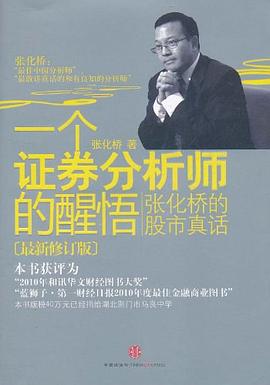 张化桥：
“最佳中国分析师”，
“最敢讲真话的和有良知的分析师”
一个
张化桥 著
证券分析师
的醒悟
张化桥的
股市真话
［最新修订版］
本书获评为
“2010年和讯华文财经图书大奖”
“蓝狮子·第一财经日报2010年度最佳金融商业图书”
本书版税40万元已经捐给湖北荆门市马良中学